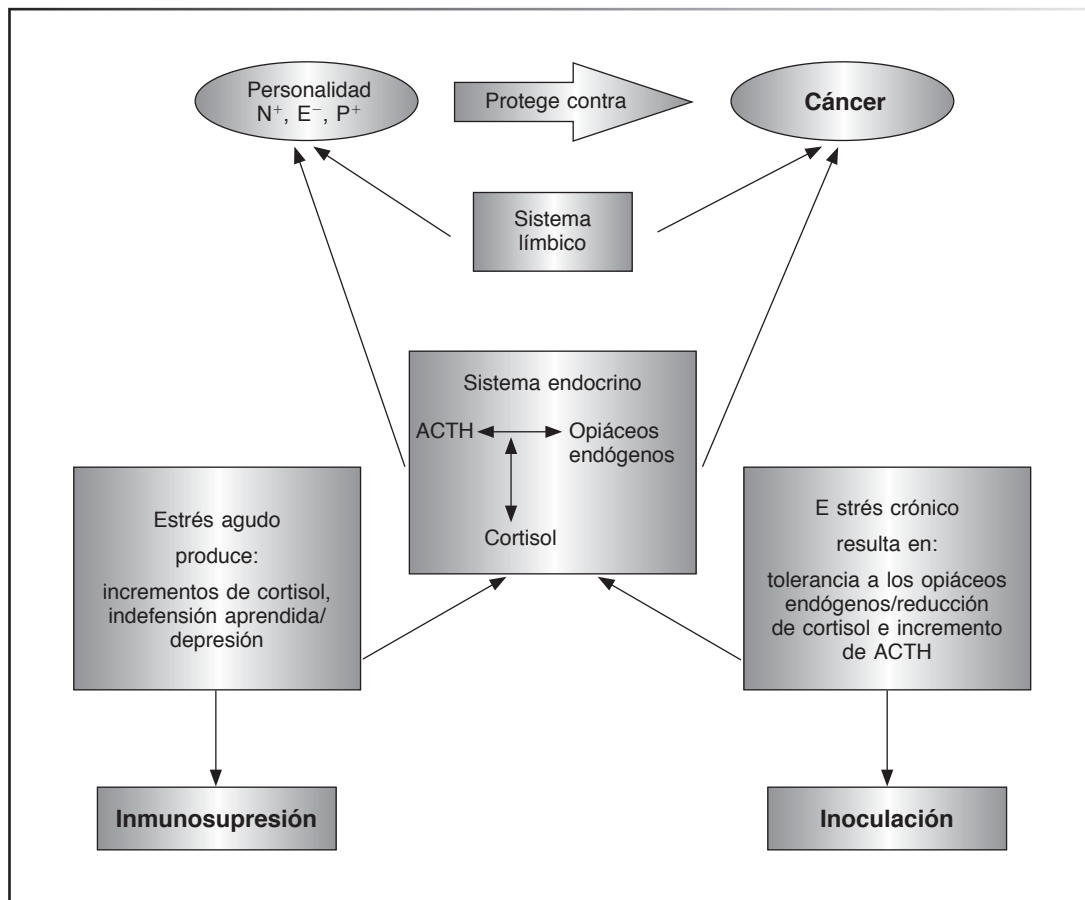 Personalidad
N⁺, E⁻, P⁺
Protege contra
Cáncer
Sistema
límbico
Sistema endocrino
ACTH
Opiáceos
endógenos
Cortisol
Estrés agudo
produce:
incrementos de cortisol,
indefensión aprendida/
depresión
E strés crónico
resulta en:
tolerancia a los opiáceos
endógenos/reducción
de cortisol e incremento
de ACTH
Inmunosupresión
Inoculación